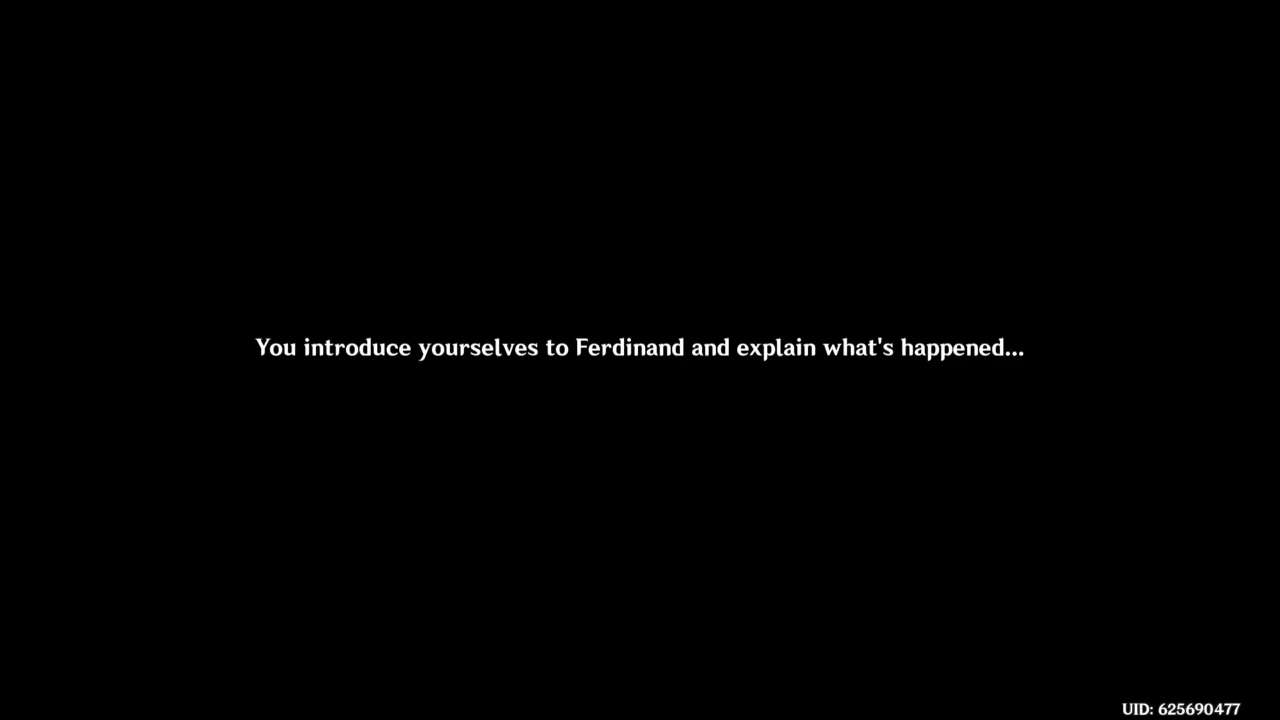 You introduce yourselves to Ferdinand and explain what's happened...
UID: 625690477